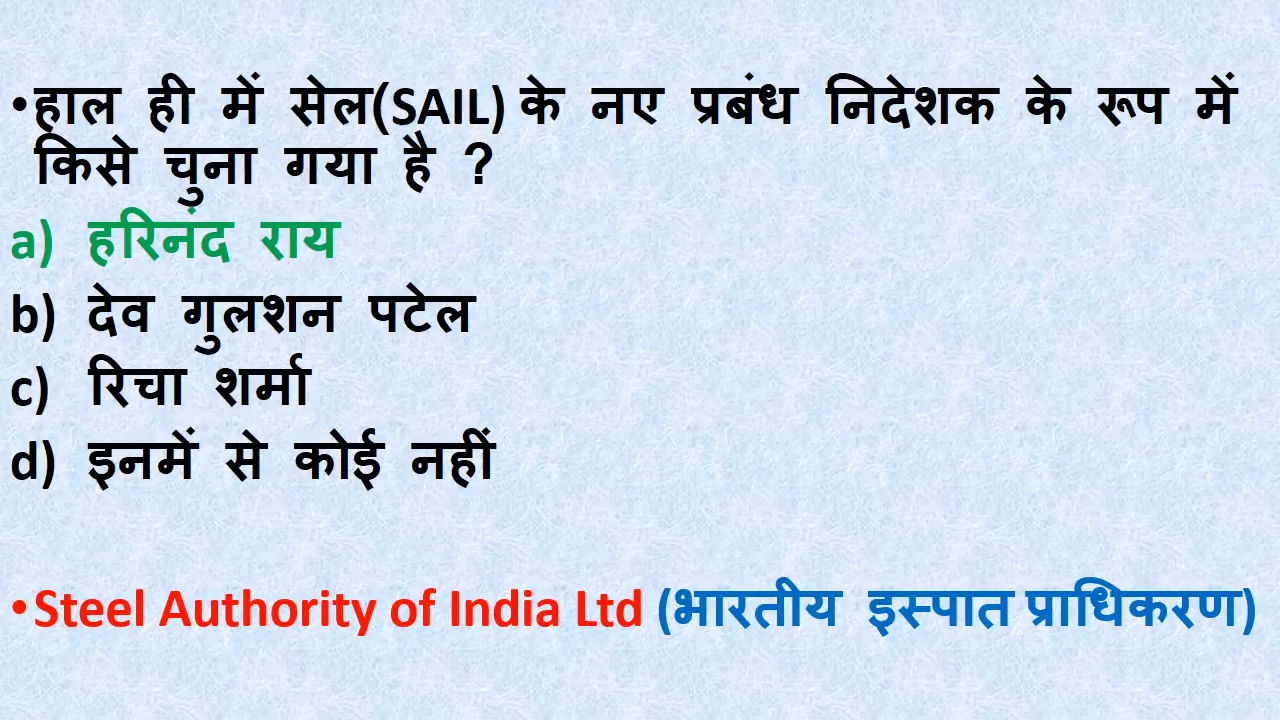 •हाल ही में सेल(SAIL) के नए प्रबंध निदेशक के रूप में
किसे चुना गया है ?
a) हरिनंद राय
b) देव गुलशन पटेल
c) रिचा शर्मा
d) इनमें से कोई नहीं
•Steel Authority of India Ltd (भारतीय इस्पात प्राधिकरण)